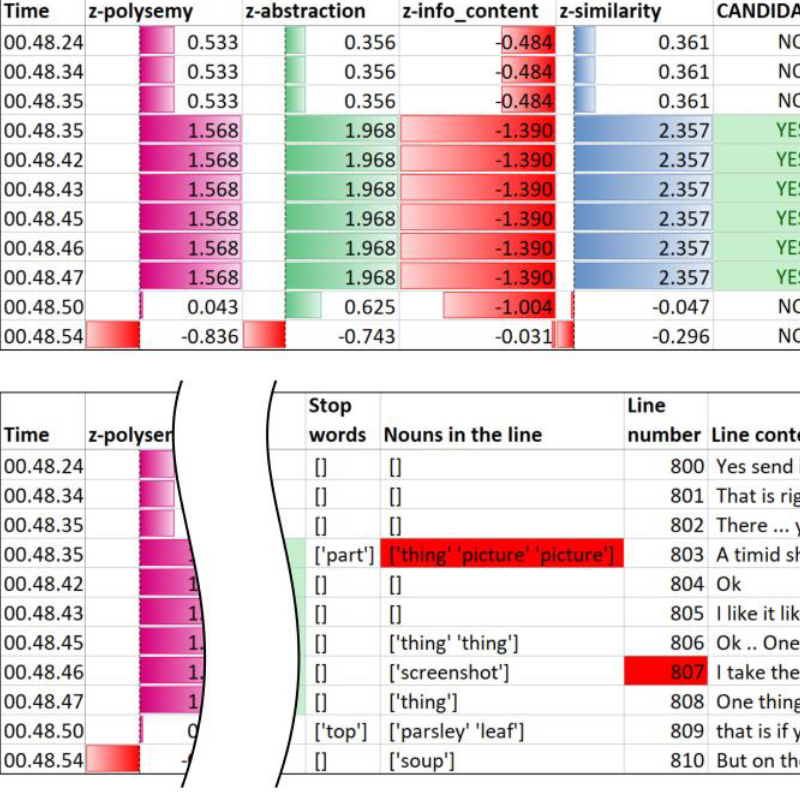 Time z-polysemy z-abstraction z-info_content z-similarity CANDIDA
00.48.24 0.533 0.356 -0.484 0.361 NO
00.48.34 0.533 0.356 -0.484 0.361 NO
00.48.35 0.533 0.356 -0.484 0.361 NO
00.48.35 1.568 1.968 -1.390 2.357 YES
00.48.42 1.568 1.968 -1.390 2.357 YES
00.48.43 1.568 1.968 -1.390 2.357 YES
00.48.45 1.568 1.968 -1.390 2.357 YES
00.48.46 1.568 1.968 -1.390 2.357 YES
00.48.47 1.568 1.968 -1.390 2.357 YES
00.48.50 0.043 0.625 -1.004 -0.047 NO
00.48.54 -0.836 -0.743 -0.031 -0.296 NO
Stop Line
Time z-polysem words Nouns in the line number Line conte
00.48.24 [] [] 800 Yes send
00.48.34 [] [] 801 That is rig
00.48.35 [] [] 802 There ... y
00.48.35 1 ['part'] ['thing' 'picture' 'picture'] 803 A timid sh
00.48.42 1 [] [] 804 Ok
00.48.43 1. [] [] 805 I like it lik
00.48.45 1. [] ['thing' 'thing'] 806 Ok .. One
00.48.46 1. [] ['screenshot'] 807 I take the
00.48.47 1 [] ['thing'] 808 One thing
00.48.50 0 ['top'] ['parsley' 'leaf'] 809 that is if y
00.48.54 -0 [] ['soup'] 810 But on the